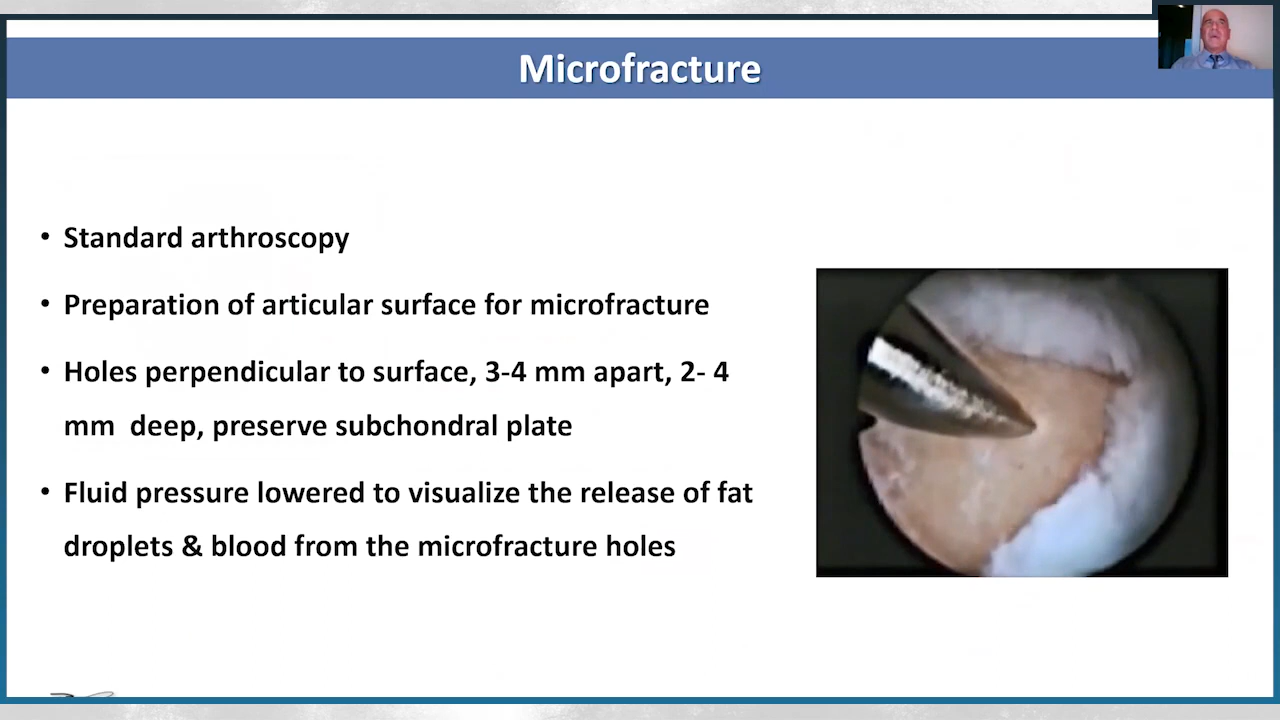 Microfracture
• Standard arthroscopy
• Preparation of articular surface for microfracture
• Holes perpendicular to surface, 3-4 mm apart, 2- 4
mm  deep, preserve subchondral plate
• Fluid pressure lowered to visualize the release of fat
droplets & blood from the microfracture holes